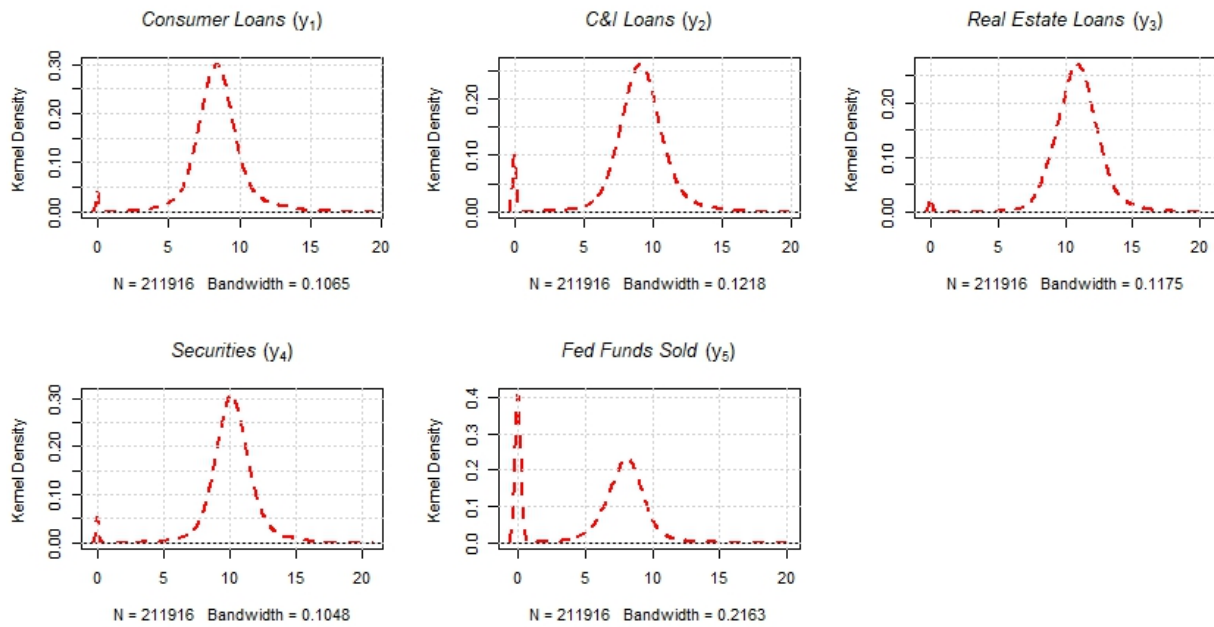 Consumer Loans (y1)
Kernel Density
0.00 0.10 0.20 0.30
0 5 10 15 20
N = 211916 Bandwidth = 0.1065
C&I Loans (y2)
Kernel Density
0.00 0.10 0.20
0 5 10 15 20
N = 211916 Bandwidth = 0.1218
Real Estate Loans (y3)
Kernel Density
0.00 0.10 0.20
0 5 10 15 20
N = 211916 Bandwidth = 0.1175
Securities (y4)
Kernel Density
0.00 0.10 0.20 0.30
0 5 10 15 20
N = 211916 Bandwidth = 0.1048
Fed Funds Sold (y5)
Kernel Density
0.0 0.1 0.2 0.3 0.4
0 5 10 15 20
N = 211916 Bandwidth = 0.2163